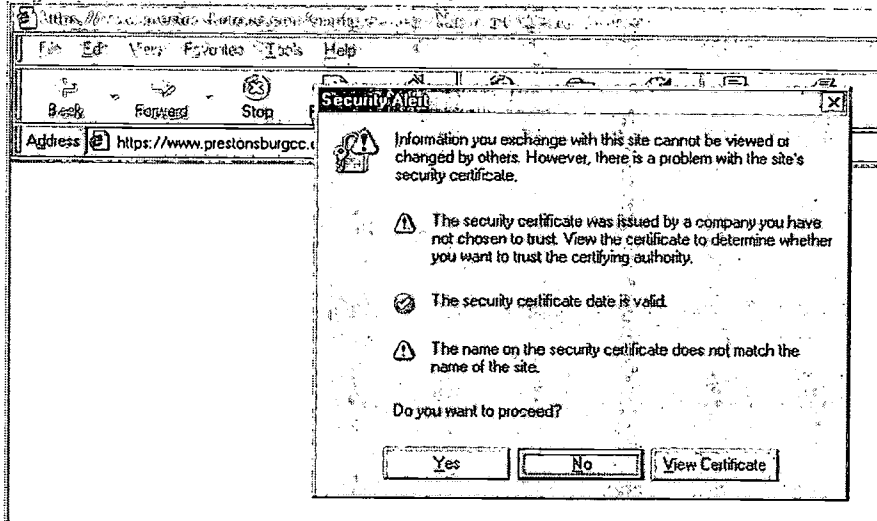 Edit View Favorites Tools Help
Back Forward Stop
Security Alert
Address https://www.prestonsburgcc.
Information you exchange with this site cannot be viewed or
changed by others. However, there is a problem with the site's
security certificate.
The security certificate was issued by a company you have
not chosen to trust. View the certificate to determine whether
you want to trust the certifying authority.
The security certificate date is valid.
The name on the security certificate does not match the
name of the site.
Do you want to proceed?
Yes No View Certificate